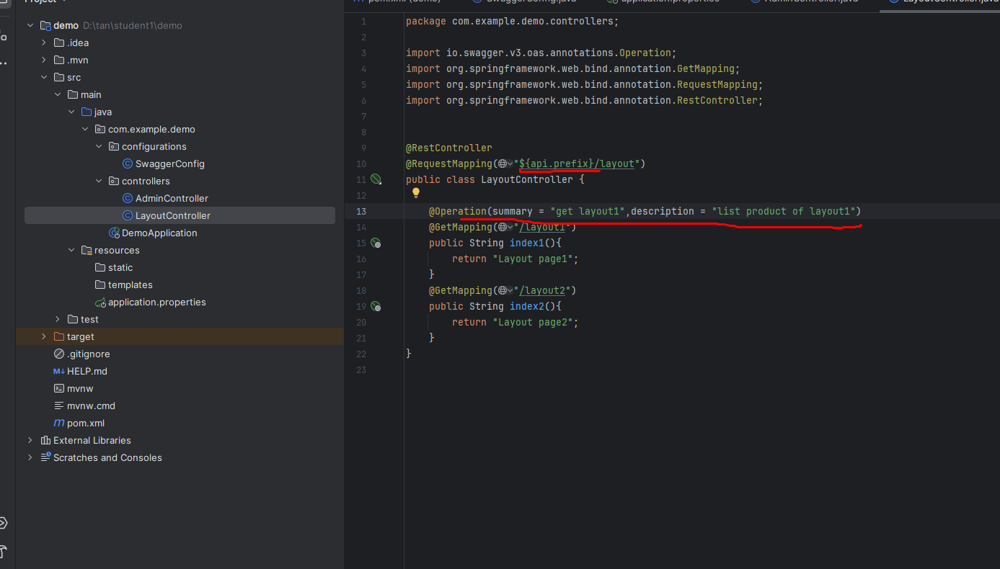 Project
demo D:\tan\student1\demo
.idea
.mvn
src
main
java
com.example.demo
configurations
SwaggerConfig
controllers
AdminController
LayoutController
DemoApplication
resources
static
templates
application.properties
test
target
.gitignore
HELP.md
mvnw
mvnw.cmd
pom.xml
External Libraries
Scratches and Consoles
pom.xml (demo)
SwaggerConfig.java
application.properties
AdminController.java
LayoutController.java
1 package com.example.demo.controllers;
2
3 import io.swagger.v3.oas.annotations.Operation;
4 import org.springframework.web.bind.annotation.GetMapping;
5 import org.springframework.web.bind.annotation.RequestMapping;
6 import org.springframework.web.bind.annotation.RestController;
7
8
9 @RestController
10 @RequestMapping("${api.prefix}/layout")
11 public class LayoutController {
12
13 @Operation(summary = "get layout1",description = "list product of layout1")
14 @GetMapping("/layout1")
15 public String index1(){
16 return "Layout page1";
17 }
18 @GetMapping("/layout2")
19 public String index2(){
20 return "Layout page2";
21 }
22 }
23